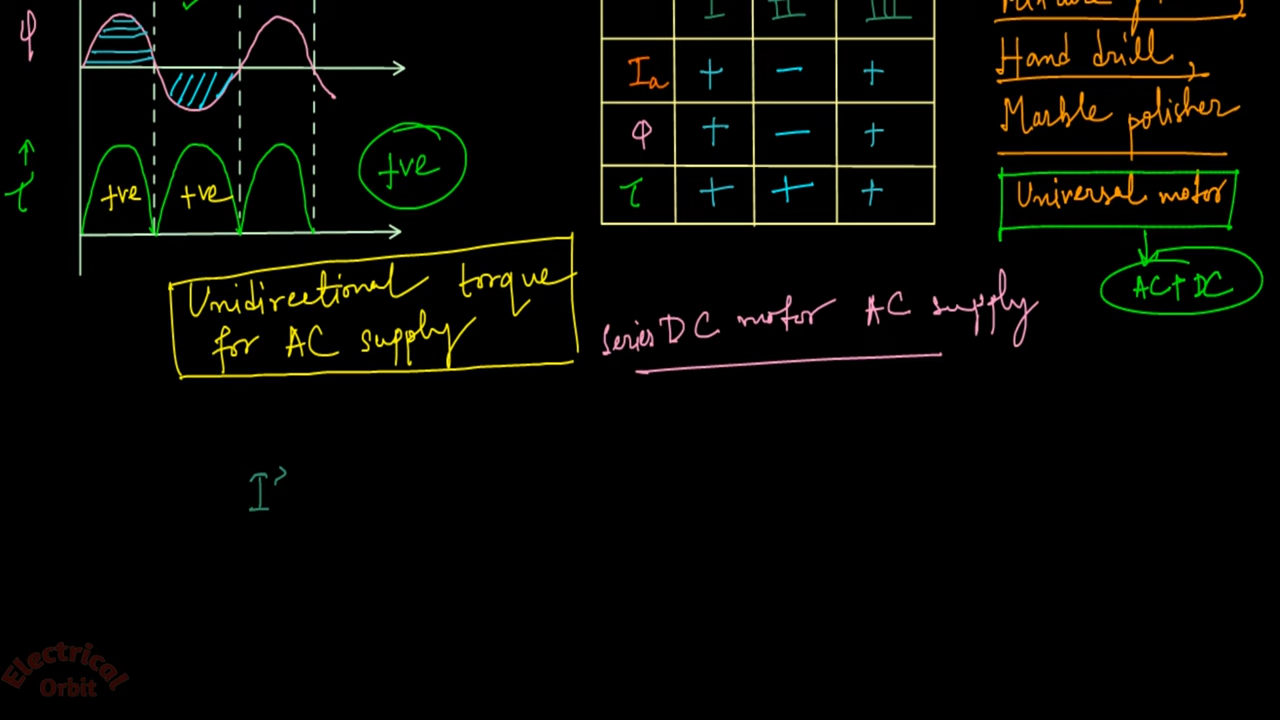 φ
τ
+ve +ve
+ve
I II III
Ia + − +
φ + − +
τ + + +
Hand drill,
Marble polisher
Universal motor
AC+DC
Unidirectional torque
for AC supply
series DC motor AC supply
I
Electrical
Orbit